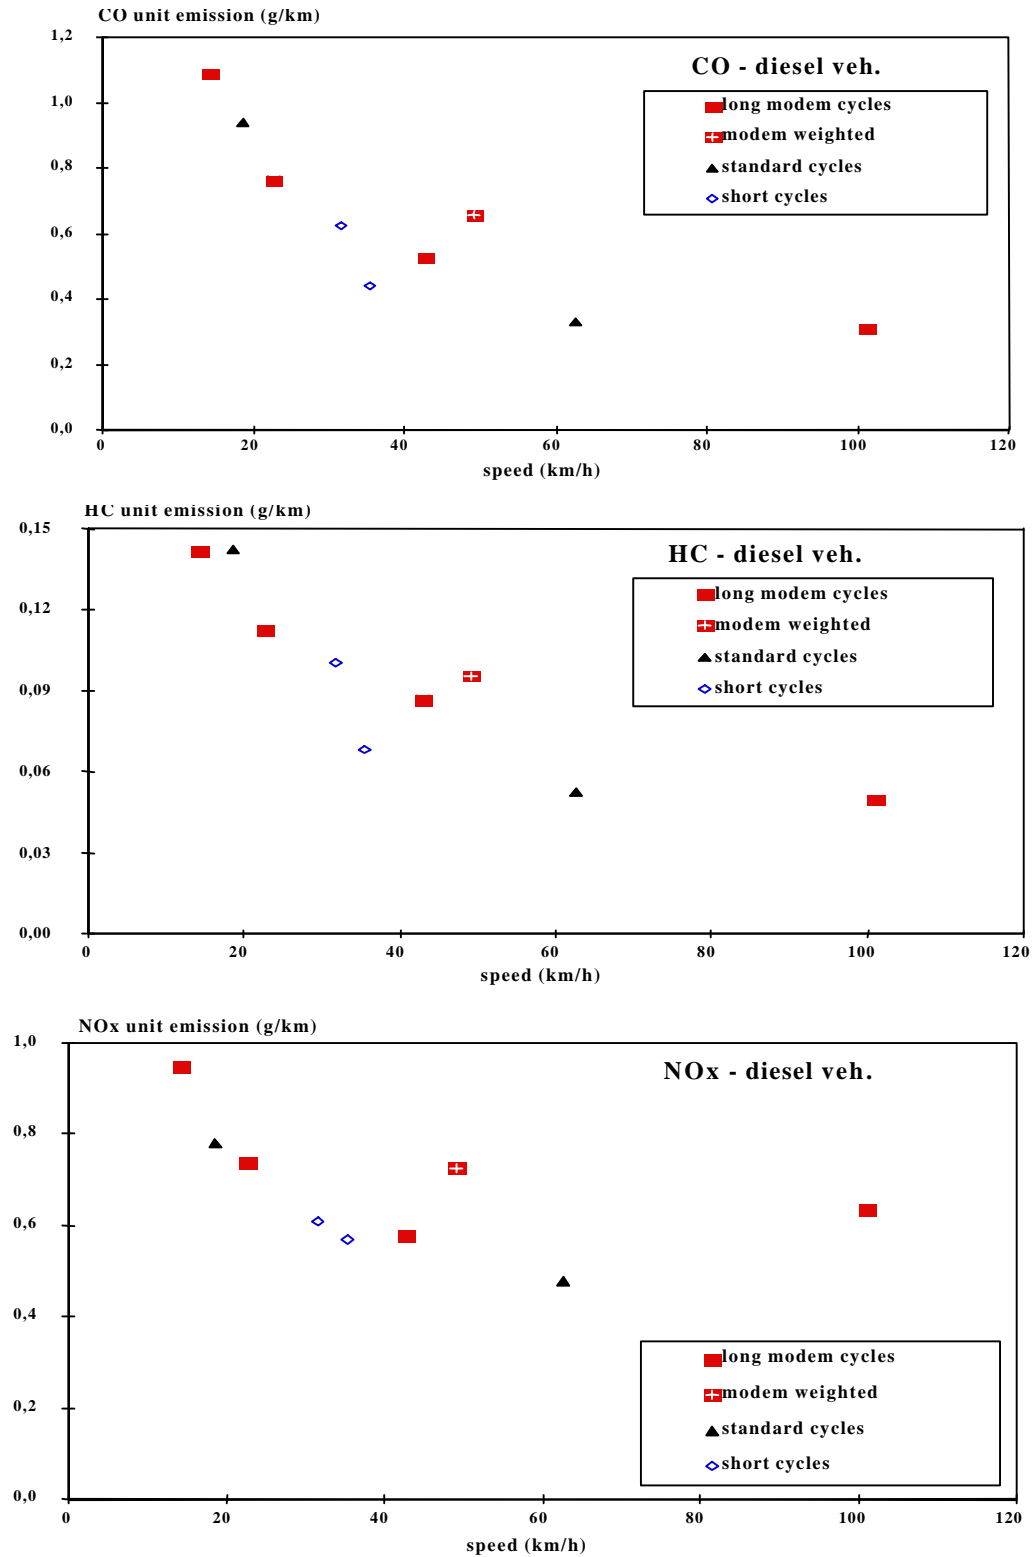 CO unit emission (g/km)
1,2
CO - diesel veh.
1,0
long modem cycles
modem weighted
0,8
standard cycles
short cycles
0,6
0,4
0,2
0,0
0 20 40 60 80 100 120
speed (km/h)
HC unit emission (g/km)
0,15
HC - diesel veh.
long modem cycles
0,12
modem weighted
standard cycles
0,09
short cycles
0,06
0,03
0,00
0 20 40 60 80 100 120
speed (km/h)
NOx unit emission (g/km)
1,0
NOx - diesel veh.
0,8
0,6
0,4
long modem cycles
modem weighted
0,2
standard cycles
short cycles
0,0
0 20 40 60 80 100 120
speed (km/h)